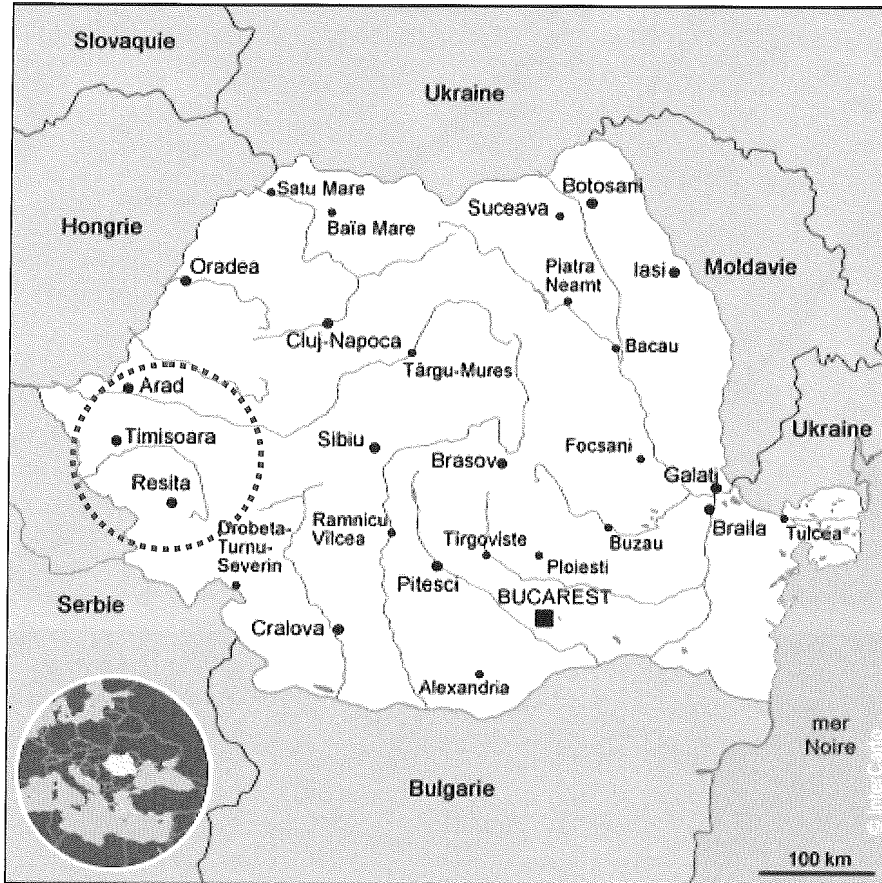 Slovaquie
Ukraine
Satu Mare
Botosani
Suceava
Baïa Mare
Hongrie
Oradea
Piatra
Neamt
Iasi
Moldavie
Cluj-Napoca
Bacau
Târgu-Mures
Arad
Timisoara
Sibiu
Brasov
Focsani
Ukraine
Galati
Resita
Drobeta-
Turnu-
Severin
Ramnicu
Vîlcea
Tirgoviste
Ploiesti
Buzau
Braila
Tulcea
Pitesci
BUCAREST
Serbie
Cralova
Alexandria
mer
Noire
Bulgarie
100 km